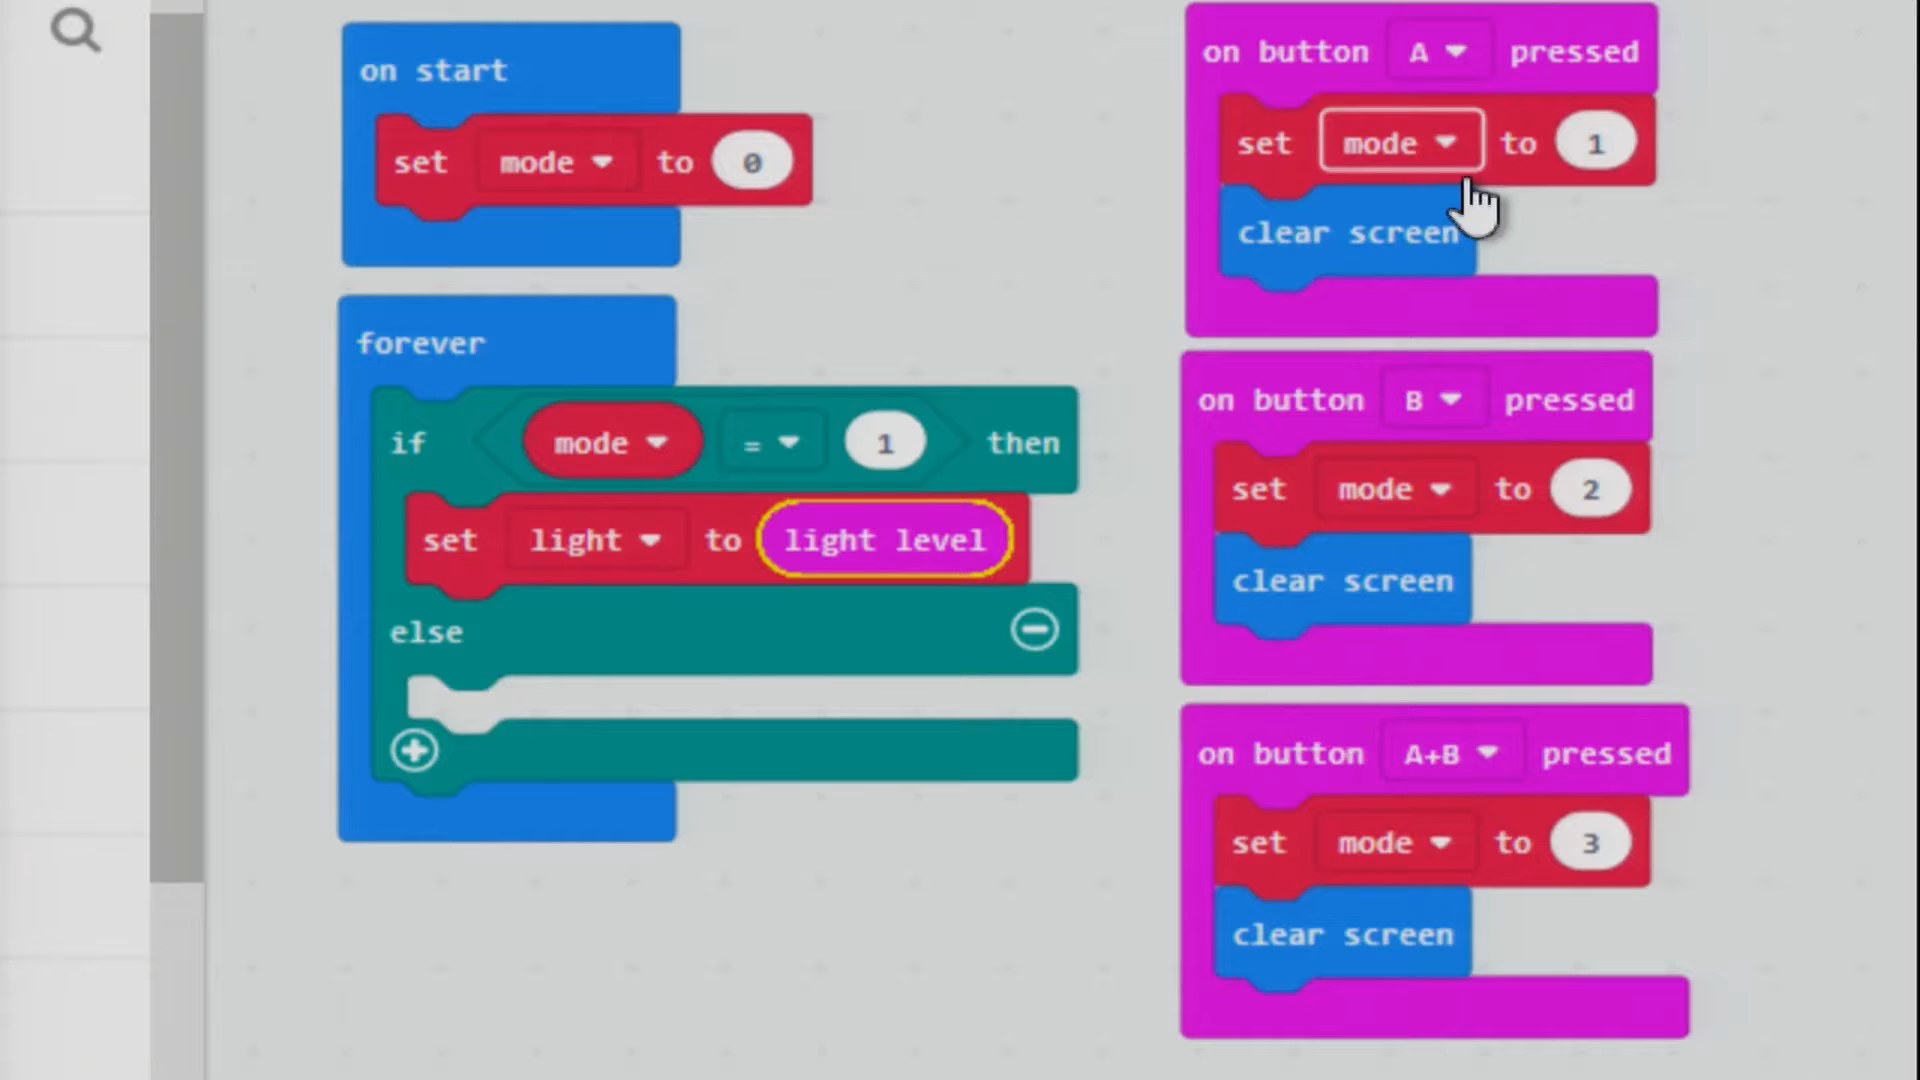 on start
set mode to 0
forever
if mode = 1 then
set light to light level
else
on button A pressed
set mode to 1
clear screen
on button B pressed
set mode to 2
clear screen
on button A+B pressed
set mode to 3
clear screen